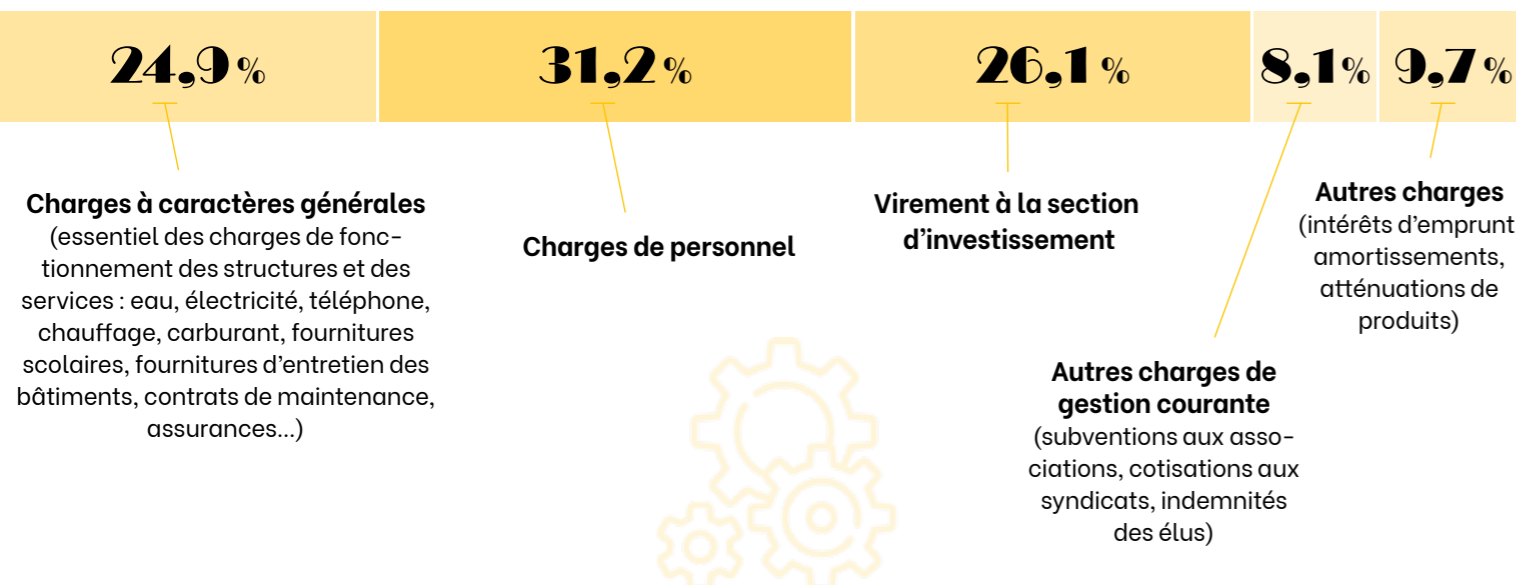 24,9 %
31,2 %
26,1 %
8,1 %
9,7 %
Charges à caractères générales
(essentiel des charges de fonc-
tionnement des structures et des
services : eau, électricité, téléphone,
chauffage, carburant, fournitures
scolaires, fournitures d'entretien des
bâtiments, contrats de maintenance,
assurances...)
Charges de personnel
Virement à la section
d'investissement
Autres charges de
gestion courante
(subventions aux asso-
ciations, cotisations aux
syndicats, indemnités
des élus)
Autres charges
(intérêts d'emprunt
amortissements,
atténuations de
produits)